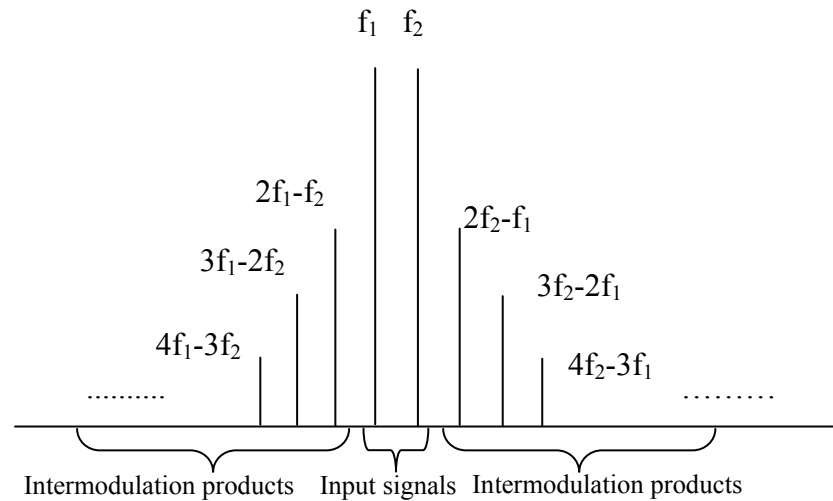 f₁ f₂
2f₁-f₂
2f₂-f₁
3f₁-2f₂
3f₂-2f₁
4f₁-3f₂
4f₂-3f₁
.......... ........
Intermodulation products Input signals Intermodulation products